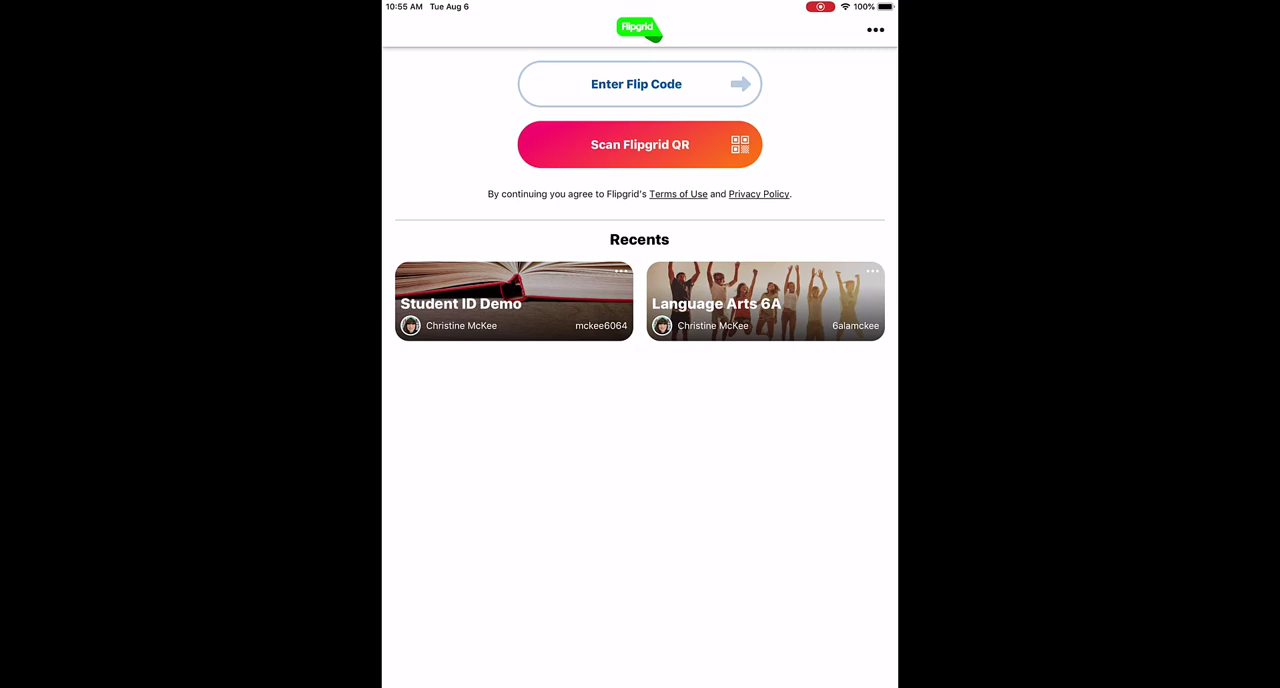 10:55 AM Tue Aug 6
100%
Flipgrid
Enter Flip Code
Scan Flipgrid QR
By continuing you agree to Flipgrid's Terms of Use and Privacy Policy.
Recents
Student ID Demo
Christine McKee
mckee6064
Language Arts 6A
Christine McKee
6alamckee